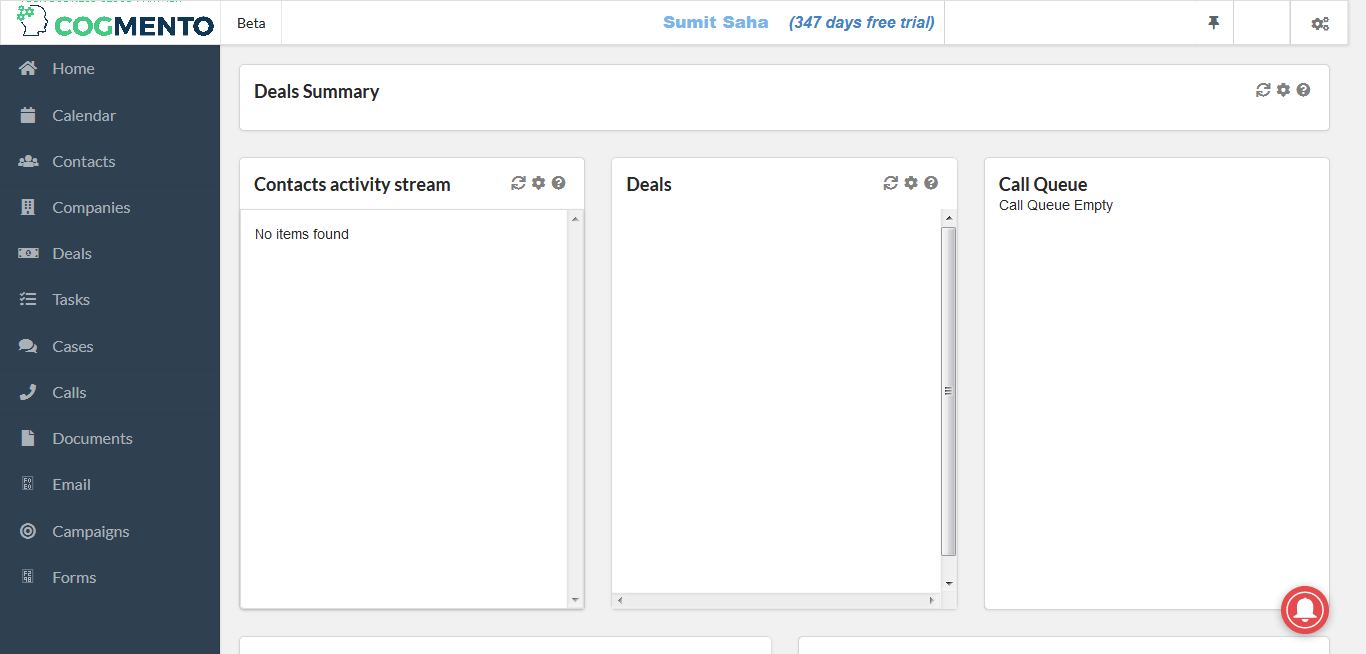 COGMENTO
Beta
Sumit Saha (347 days free trial)
Home
Calendar
Contacts
Companies
Deals
Tasks
Cases
Calls
Documents
Email
Campaigns
Forms
Deals Summary
Contacts activity stream
No items found
Deals
Call Queue
Call Queue Empty